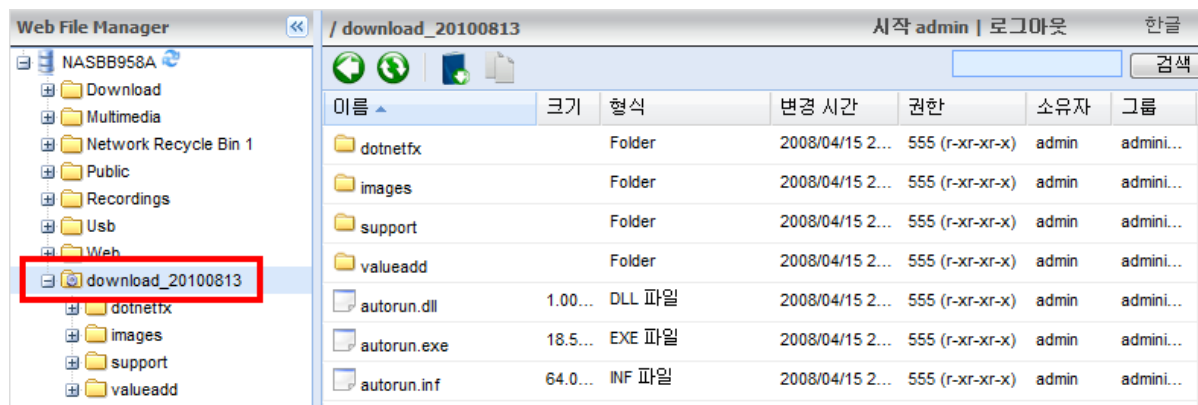 Web File Manager
NASBB958A
Download
Multimedia
Network Recycle Bin 1
Public
Recordings
Usb
Web
download_20100813
dotnetfx
images
support
valueadd
/ download_20100813 시작 admin | 로그아웃 한글
검색
이름 크기 형식 변경 시간 권한 소유자 그룹
dotnetfx Folder 2008/04/15 2... 555 (r-xr-xr-x) admin admini...
images Folder 2008/04/15 2... 555 (r-xr-xr-x) admin admini...
support Folder 2008/04/15 2... 555 (r-xr-xr-x) admin admini...
valueadd Folder 2008/04/15 2... 555 (r-xr-xr-x) admin admini...
autorun.dll 1.00... DLL 파일 2008/04/15 2... 555 (r-xr-xr-x) admin admini...
autorun.exe 18.5... EXE 파일 2008/04/15 2... 555 (r-xr-xr-x) admin admini...
autorun.inf 64.0... INF 파일 2008/04/15 2... 555 (r-xr-xr-x) admin admini...